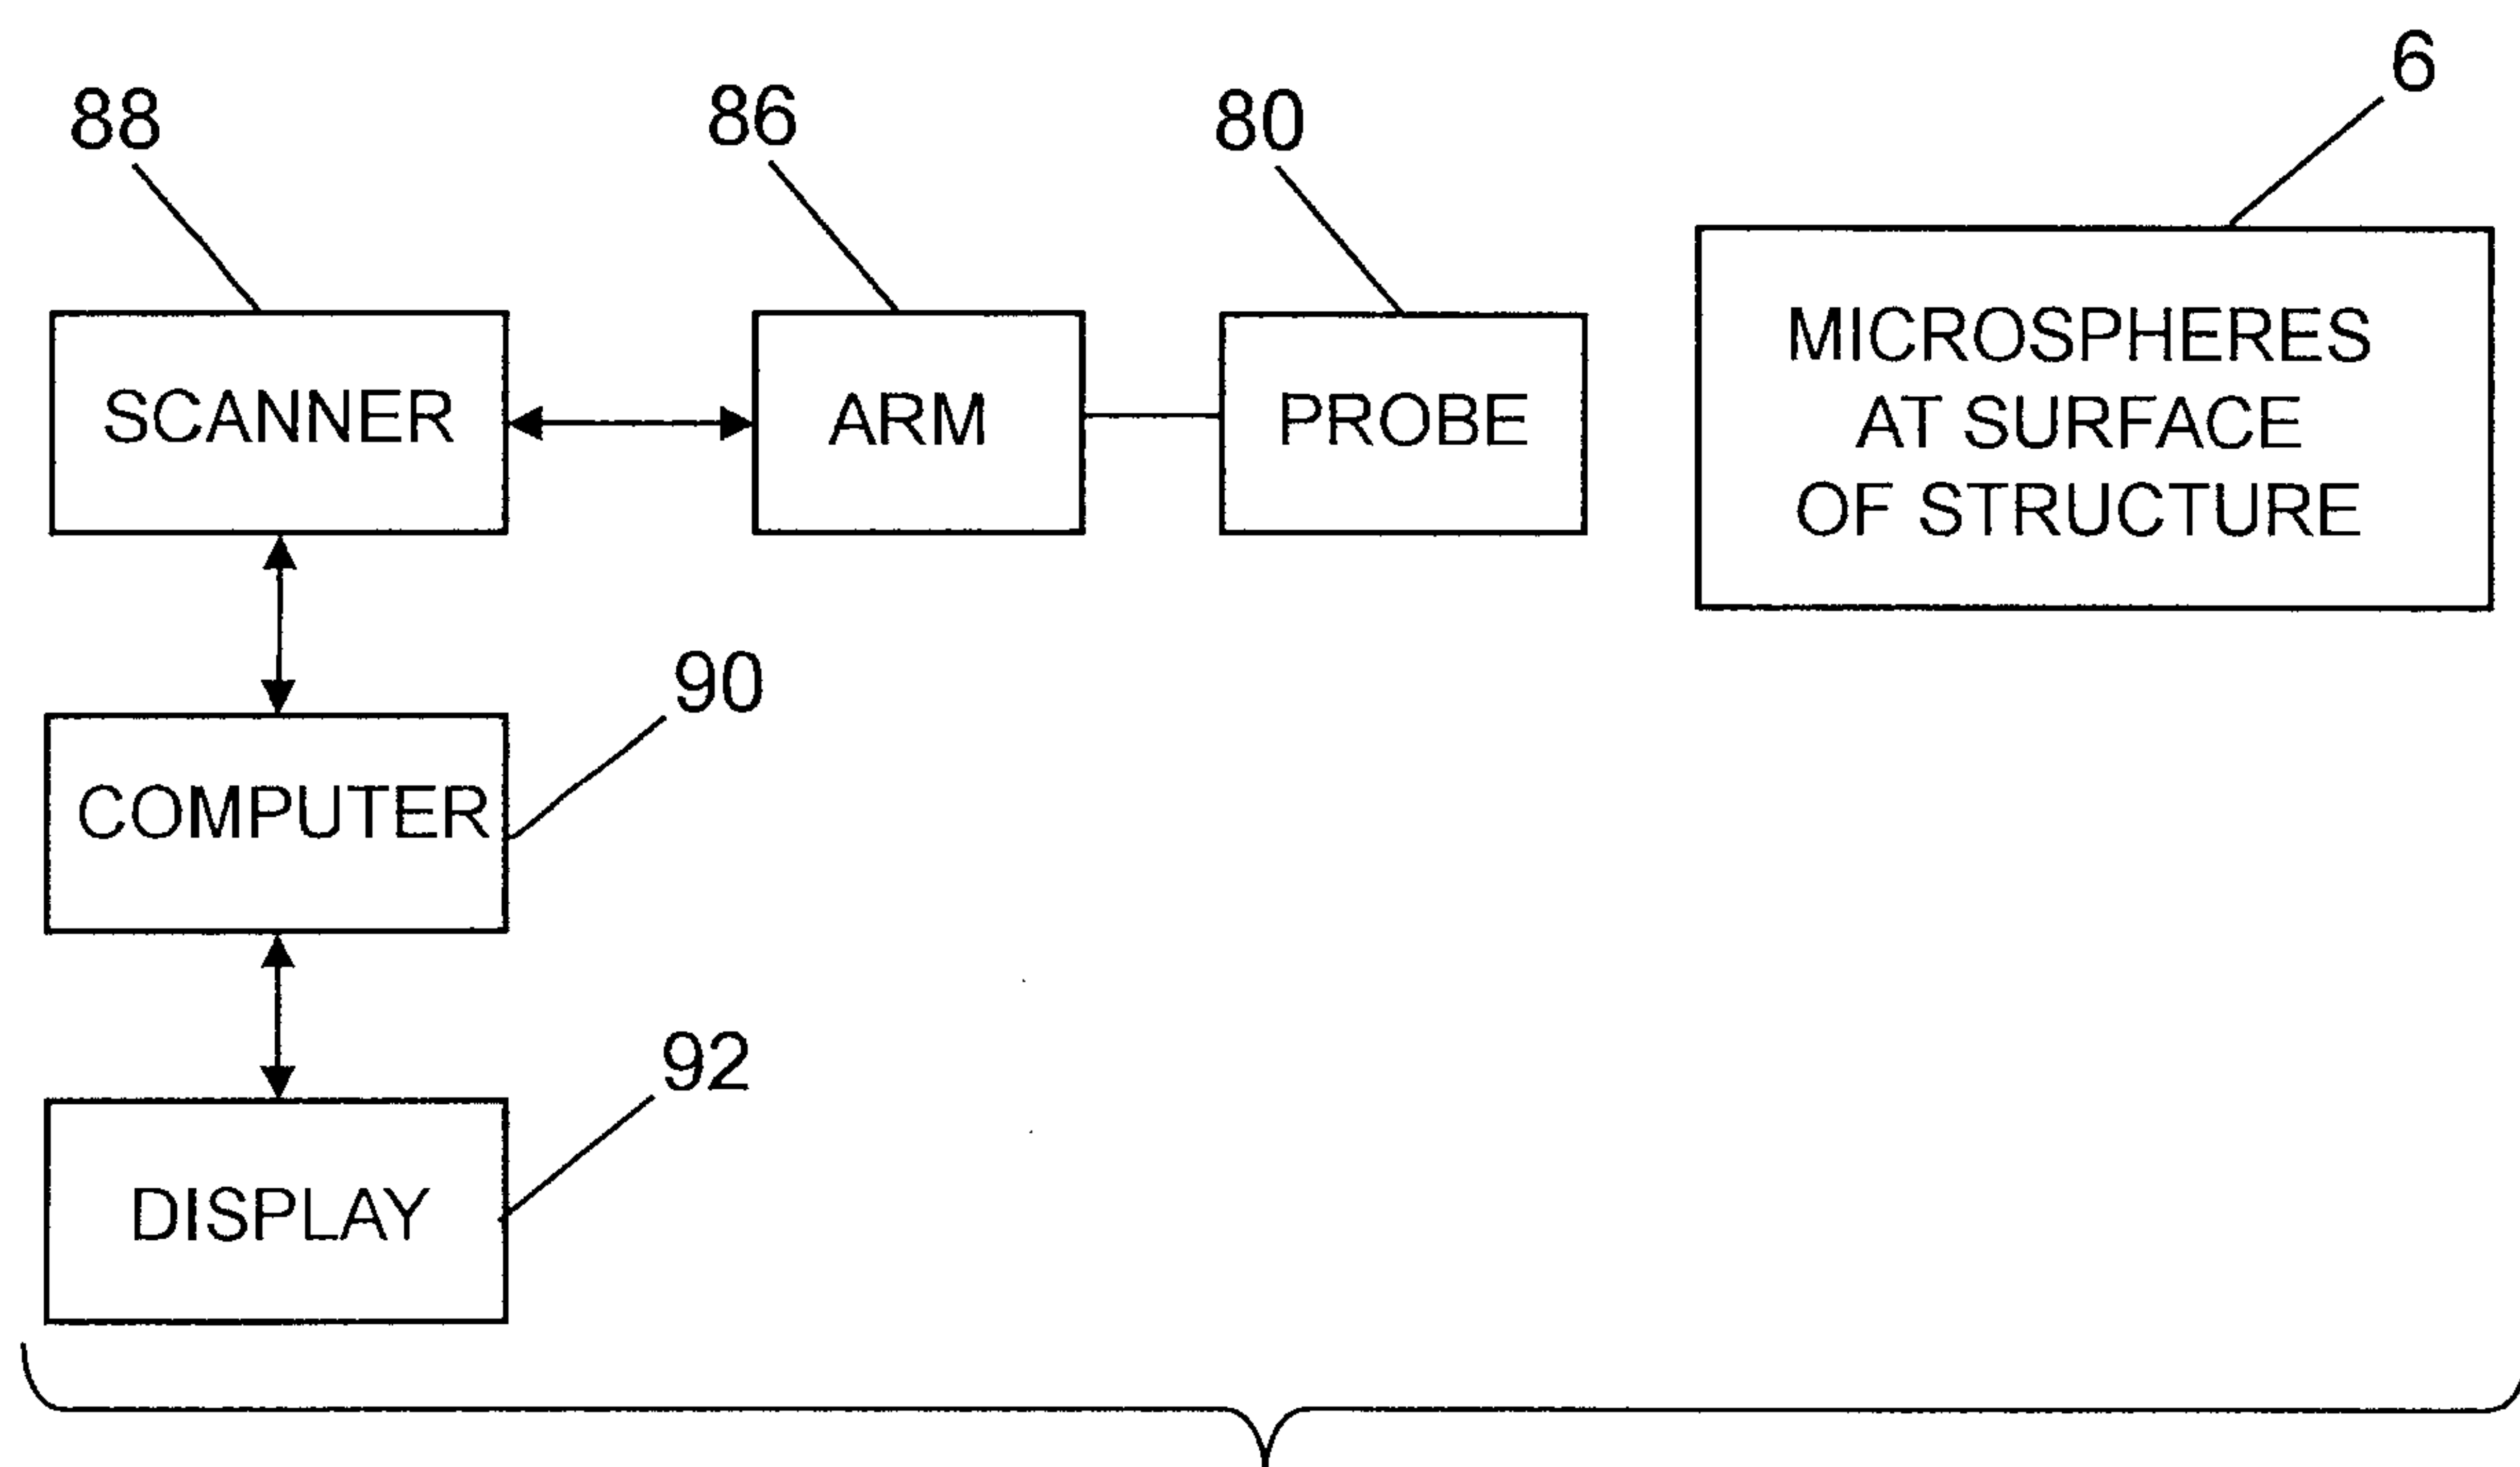 88
86
80
6
SCANNER
ARM
PROBE
MICROSPHERES
AT SURFACE
OF STRUCTURE
90
COMPUTER
92
DISPLAY